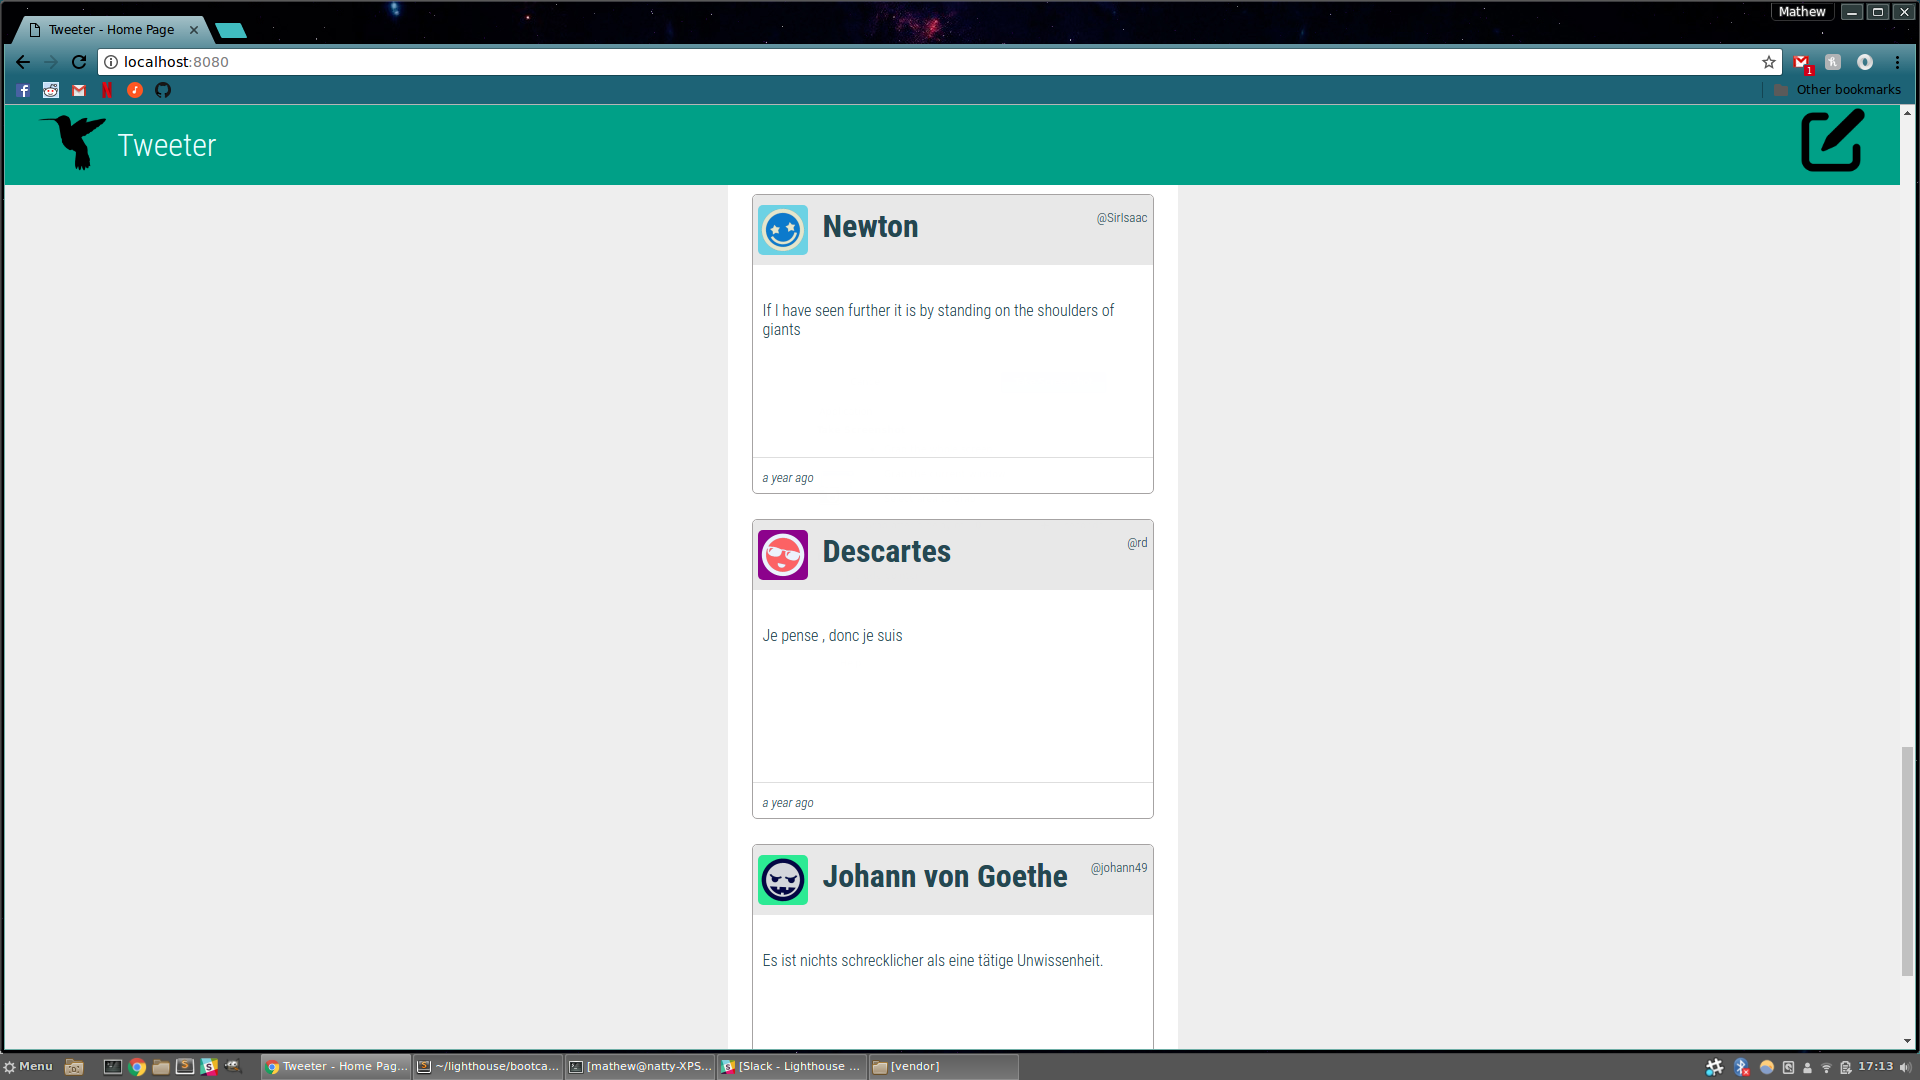 Mathew
Tweeter - Home Page
localhost:8080
1
Other bookmarks
Tweeter
Newton
@SirIsaac
If I have seen further it is by standing on the shoulders of
giants
a year ago
Descartes
@rd
Je pense , donc je suis
a year ago
Johann von Goethe
@johann49
Es ist nichts schrecklicher als eine tätige Unwissenheit.
Menu
Tweeter - Home Pag...
~/lighthouse/bootca...
[mathew@natty-XPS...
[Slack - Lighthouse ...
[vendor]
17:13